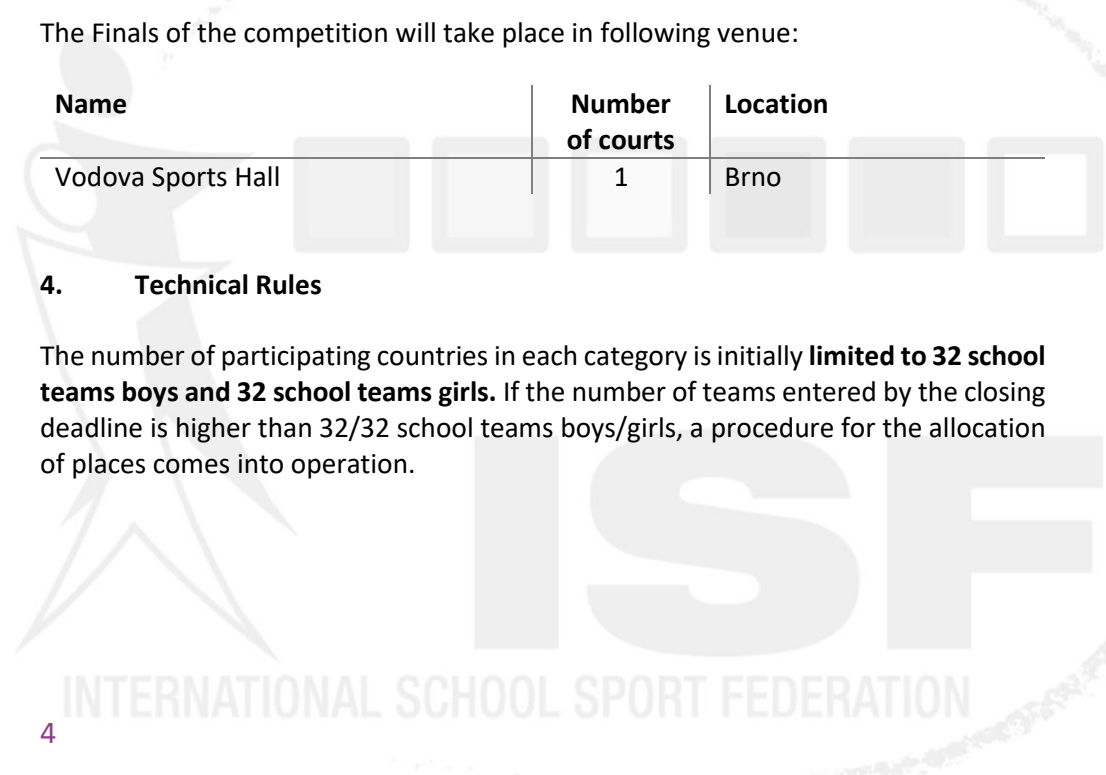 The Finals of the competition will take place in following venue:
Name Number of courts Location
Vodova Sports Hall 1 Brno
4. Technical Rules
The number of participating countries in each category is initially limited to 32 school
teams boys and 32 school teams girls. If the number of teams entered by the closing
deadline is higher than 32/32 school teams boys/girls, a procedure for the allocation
of places comes into operation.
ISF
INTERNATIONAL SCHOOL SPORT FEDERATION
4